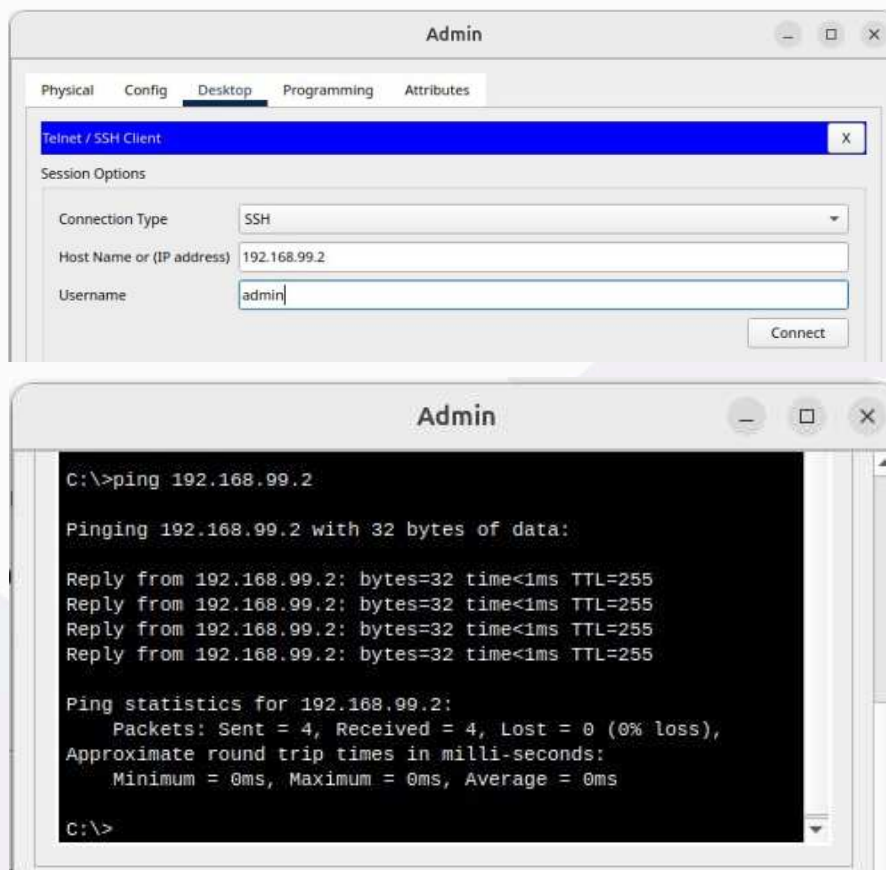 Admin
Physical Config Desktop Programming Attributes
Telnet / SSH Client X
Session Options
Connection Type SSH
Host Name or (IP address) 192.168.99.2
Username admin
Connect
Admin
C:\>ping 192.168.99.2
Pinging 192.168.99.2 with 32 bytes of data:
Reply from 192.168.99.2: bytes=32 time<1ms TTL=255
Reply from 192.168.99.2: bytes=32 time<1ms TTL=255
Reply from 192.168.99.2: bytes=32 time<1ms TTL=255
Reply from 192.168.99.2: bytes=32 time<1ms TTL=255
Ping statistics for 192.168.99.2:
Packets: Sent = 4, Received = 4, Lost = 0 (0% loss),
Approximate round trip times in milli-seconds:
Minimum = 0ms, Maximum = 0ms, Average = 0ms
C:\>